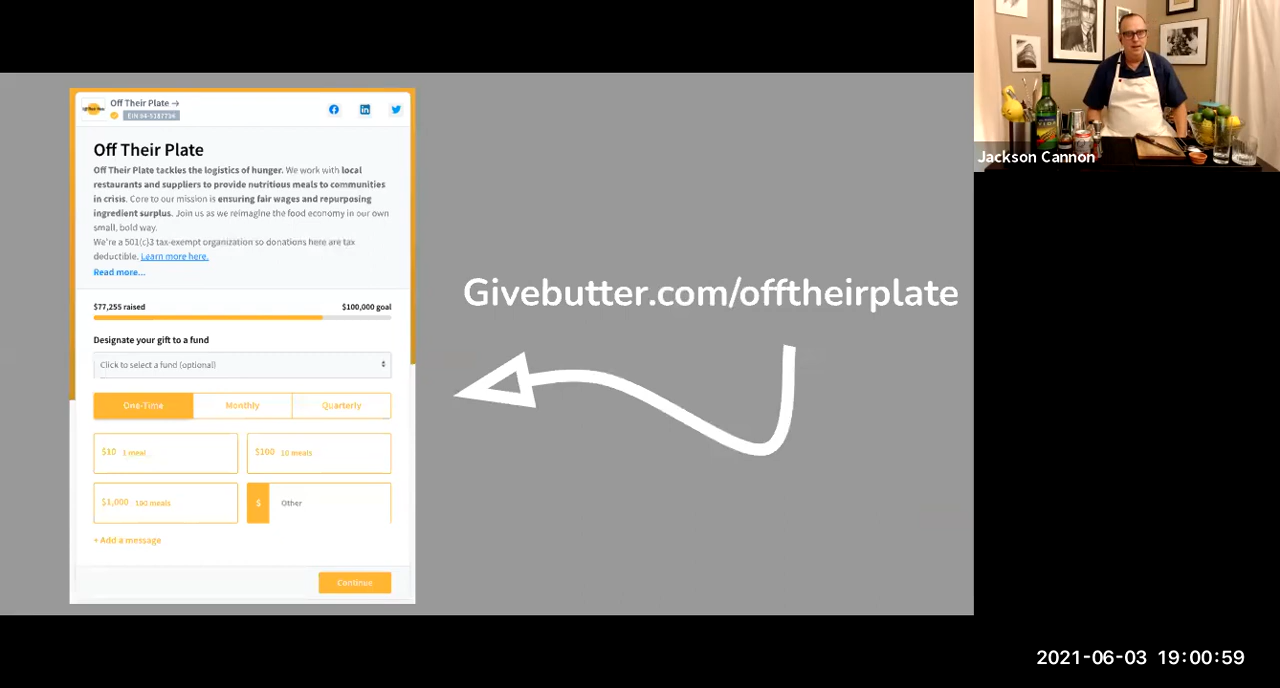 Off Their Plate →
Off Their Plate
Off Their Plate tackles the logistics of hunger. We work with local
restaurants and suppliers to provide nutritious meals to communities
in crisis. Core to our mission is ensuring fair wages and repurposing
ingredient surplus. Join us as we reimagine the food economy in our own
small, bold way.
We're a 501(c)3 tax-exempt organization so donations here are tax
deductible. Learn more here.
Read more...
$77,255 raised
$100,000 goal
Designate your gift to a fund
Click to select a fund (optional)
One-Time
Monthly
Quarterly
$10 1 meal
$100 10 meals
$1,000 100 meals
$ Other
+ Add a message
Continue
Givebutter.com/offtheirplate
Jackson Cannon
2021-06-03 19:00:59